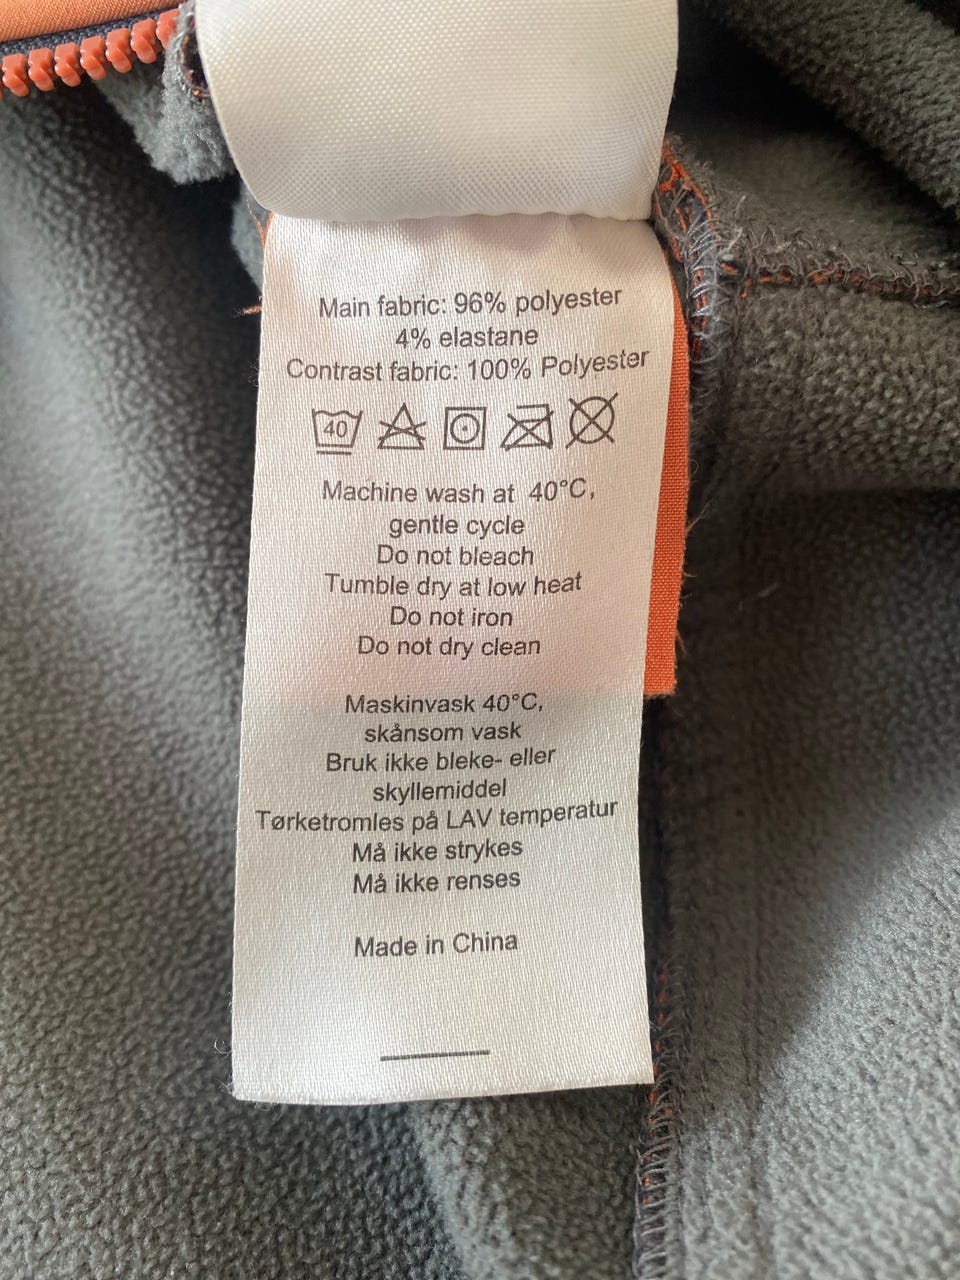 Main fabric: 96% polyester
4% elastane
Contrast fabric: 100% Polyester
40
Machine wash at 40°C,
gentle cycle
Do not bleach
Tumble dry at low heat
Do not iron
Do not dry clean
Maskinvask 40°C,
skånsom vask
Bruk ikke bleke- eller
skyllemiddel
Tørketromles på LAV temperatur
Må ikke strykes
Må ikke renses
Made in China